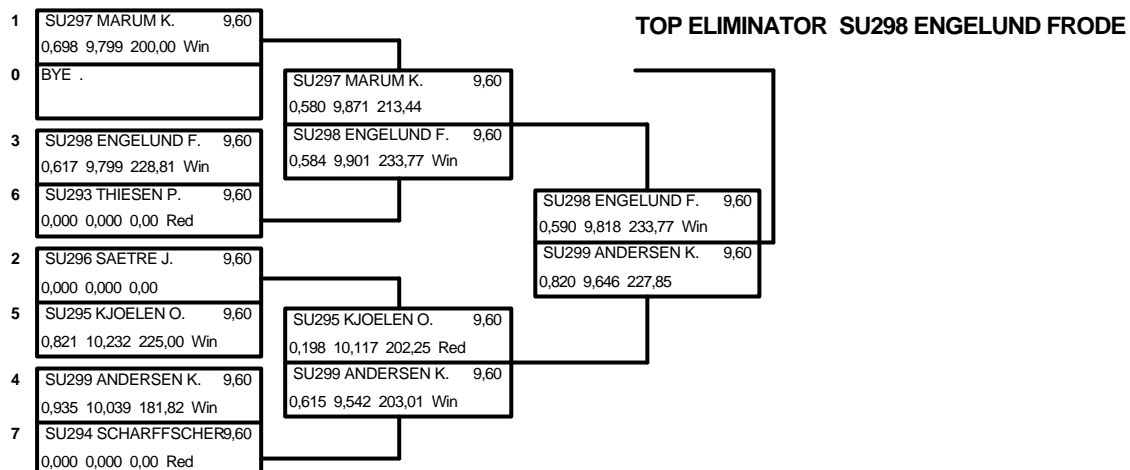 TOP ELIMINATOR SU298 ENGELUND FRODE
1 SU297 MARUM K. 9,60
0,698 9,799 200,00 Win
0 BYE .
3 SU298 ENGELUND F. 9,60
0,617 9,799 228,81 Win
6 SU293 THIESEN P. 9,60
0,000 0,000 0,00 Red
2 SU296 SAETRE J. 9,60
0,000 0,000 0,00
5 SU295 KJOELEN O. 9,60
0,821 10,232 225,00 Win
4 SU299 ANDERSEN K. 9,60
0,935 10,039 181,82 Win
7 SU294 SCHARFFSCHER9,60
0,000 0,000 0,00 Red
SU297 MARUM K. 9,60
0,580 9,871 213,44
SU298 ENGELUND F. 9,60
0,584 9,901 233,77 Win
SU295 KJOELEN O. 9,60
0,198 10,117 202,25 Red
SU299 ANDERSEN K. 9,60
0,615 9,542 203,01 Win
SU298 ENGELUND F. 9,60
0,590 9,818 233,77 Win
SU299 ANDERSEN K. 9,60
0,820 9,646 227,85